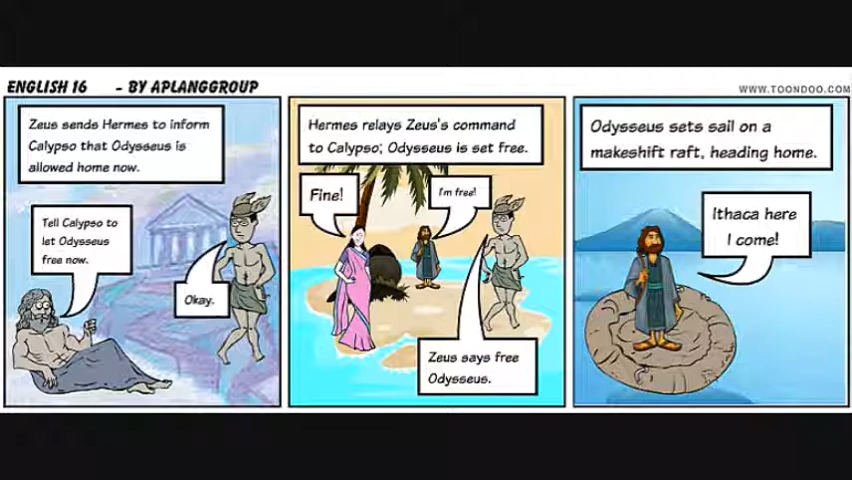 ENGLISH 16 - BY APLANGGROUP
WWW.TOONDOO.COM
Zeus sends Hermes to inform
Calypso that Odysseus is
allowed home now.
Tell Calypso to
let Odysseus
free now.
Okay.
Hermes relays Zeus's command
to Calypso; Odysseus is set free.
Fine!
I'm free!
Zeus says free
Odysseus.
Odysseus sets sail on a
makeshift raft, heading home.
Ithaca here
I come!